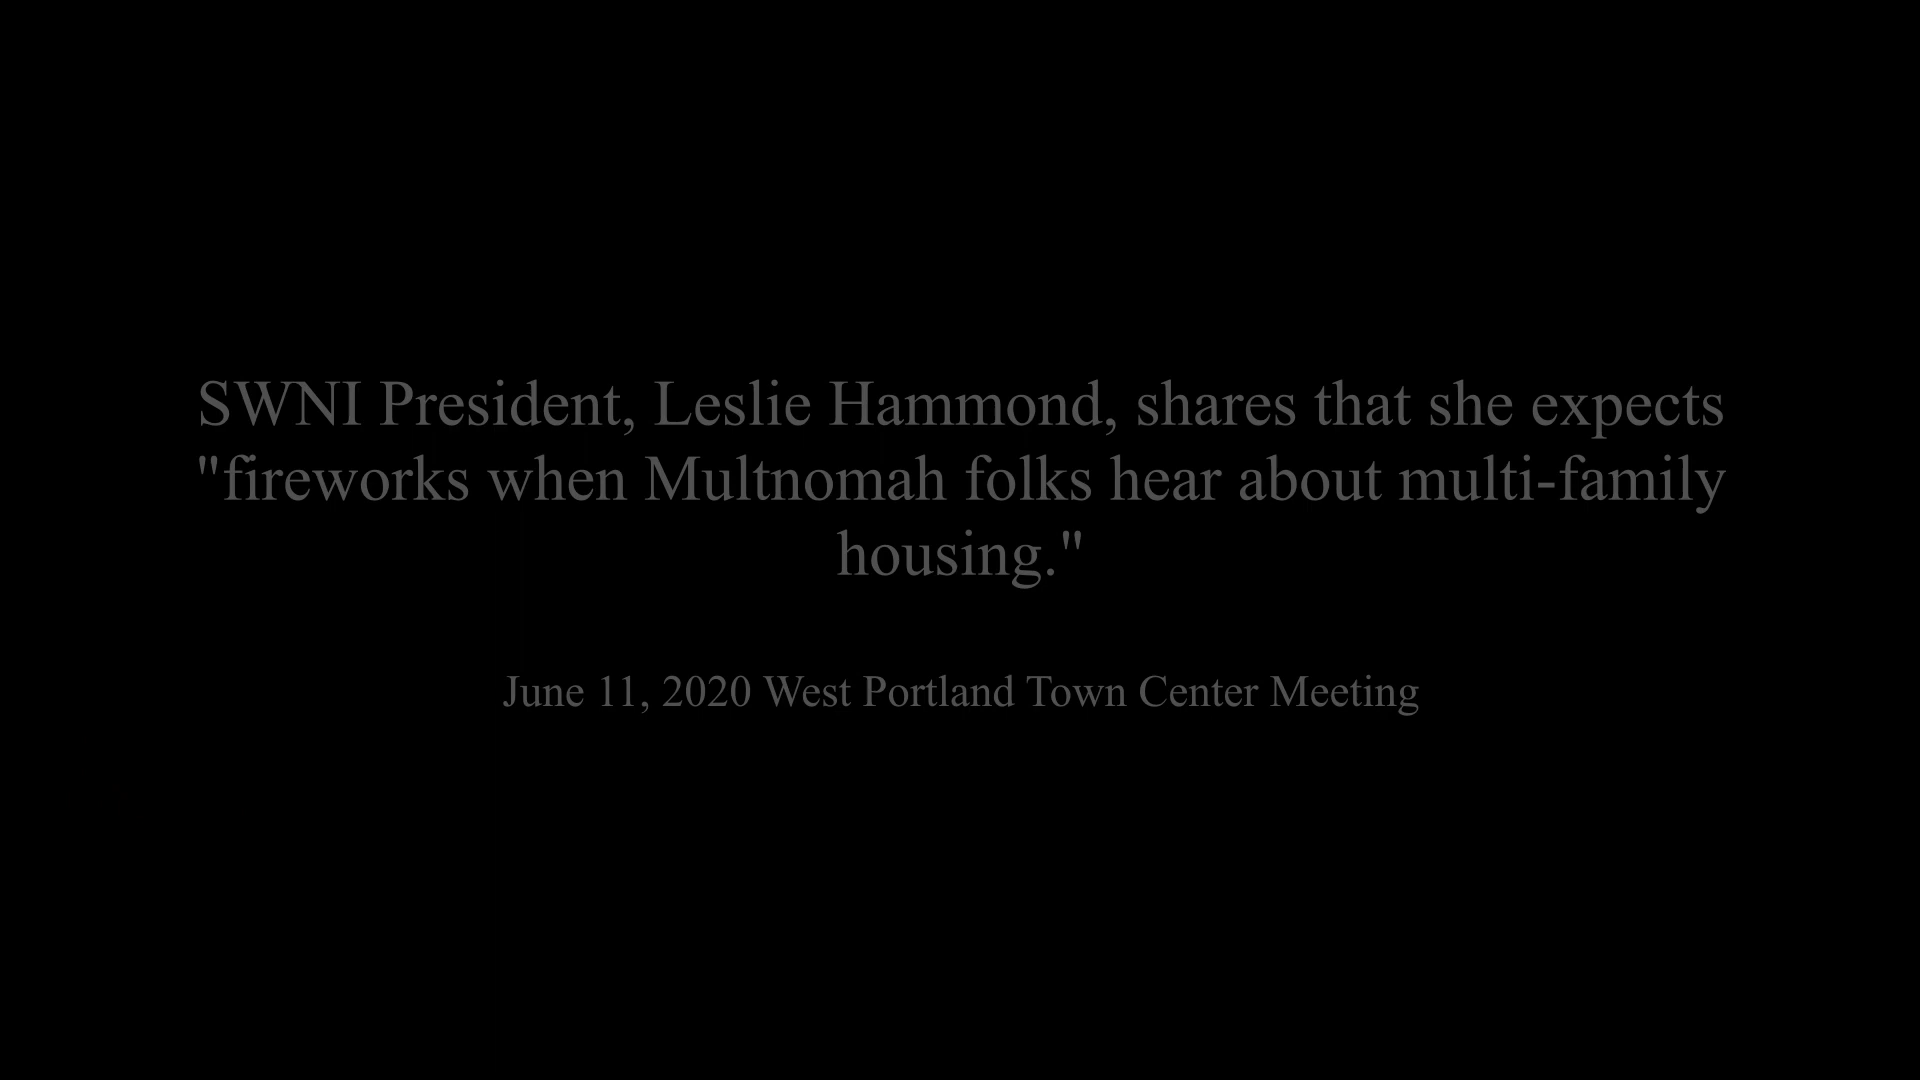 SWNI President, Leslie Hammond, shares that she expects
"fireworks when Multnomah folks hear about multi-family
housing."
June 11, 2020 West Portland Town Center Meeting